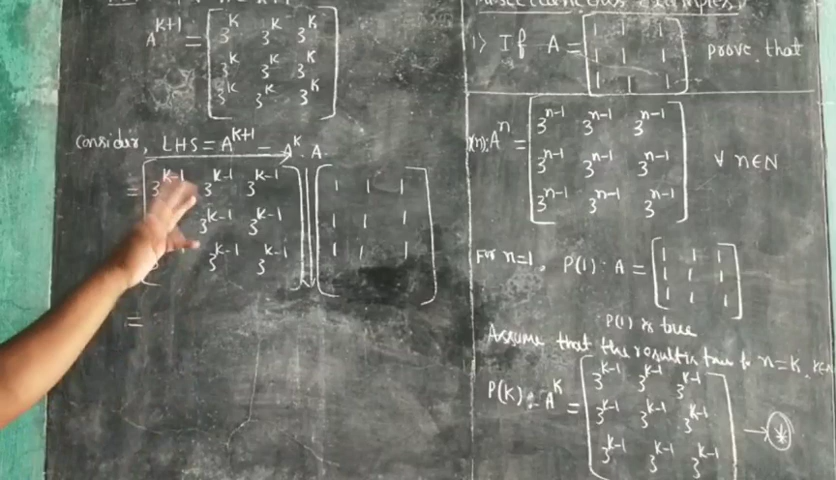 A^{K+1} = [ 3^K 3^K 3^K
3^K 3^K 3^K
3^K 3^K 3^K ]
Consider, LHS = A^{K+1} = A^K . A.
= [ 3^{K-1} 3^{K-1} 3^{K-1} ] [ 1 1 1
3^{K-1} 3^{K-1} 1 1 1
3^{K-1} 3^{K-1} 1 1 1 ]
=
Miscellaneous Examples
1) If A = [ 1 1 1
1 1 1 prove that
1 1 1 ]
A^n = [ 3^{n-1} 3^{n-1} 3^{n-1}
3^{n-1} 3^{n-1} 3^{n-1} ∀ n∈N
3^{n-1} 3^{n-1} 3^{n-1} ]
For n=1, P(1): A = [ 1 1 1
1 1 1
1 1 1 ]
P(1) is true
Assume that the result is true for n=K,
P(K): A^K = [ 3^{K-1} 3^{K-1} 3^{K-1}
3^{K-1} 3^{K-1} 3^{K-1} → *
3^{K-1} 3^{K-1} 3^{K-1} ]